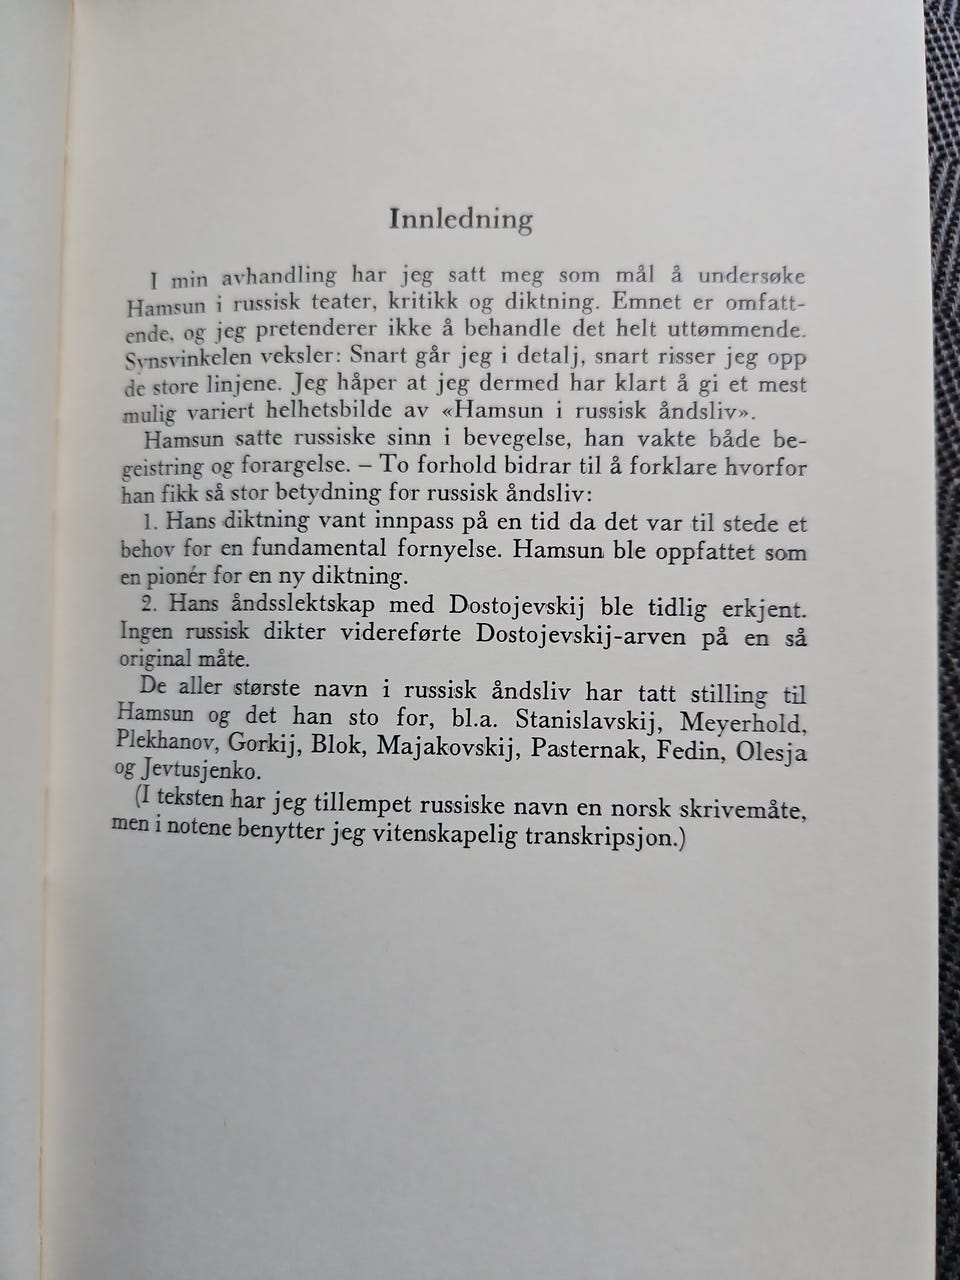 Innledning
I min avhandling har jeg satt meg som mål å undersøke
Hamsun i russisk teater, kritikk og diktning. Emnet er omfatt-
ende, og jeg pretenderer ikke å behandle det helt uttømmende.
Synsvinkelen veksler: Snart går jeg i detalj, snart risser jeg opp
de store linjene. Jeg håper at jeg dermed har klart å gi et mest
mulig variert helhetsbilde av «Hamsun i russisk åndsliv».
Hamsun satte russiske sinn i bevegelse, han vakte både be-
geistring og forargelse. – To forhold bidrar til å forklare hvorfor
han fikk så stor betydning for russisk åndsliv:
1. Hans diktning vant innpass på en tid da det var til stede et
behov for en fundamental fornyelse. Hamsun ble oppfattet som
en pionér for en ny diktning.
2. Hans åndsslektskap med Dostojevskij ble tidlig erkjent.
Ingen russisk dikter videreførte Dostojevskij-arven på en så
original måte.
De aller største navn i russisk åndsliv har tatt stilling til
Hamsun og det han sto for, bl.a. Stanislavskij, Meyerhold,
Plekhanov, Gorkij, Blok, Majakovskij, Pasternak, Fedin, Olesja
og Jevtusjenko.
(I teksten har jeg tillempet russiske navn en norsk skrivemåte,
men i notene benytter jeg vitenskapelig transkripsjon.)